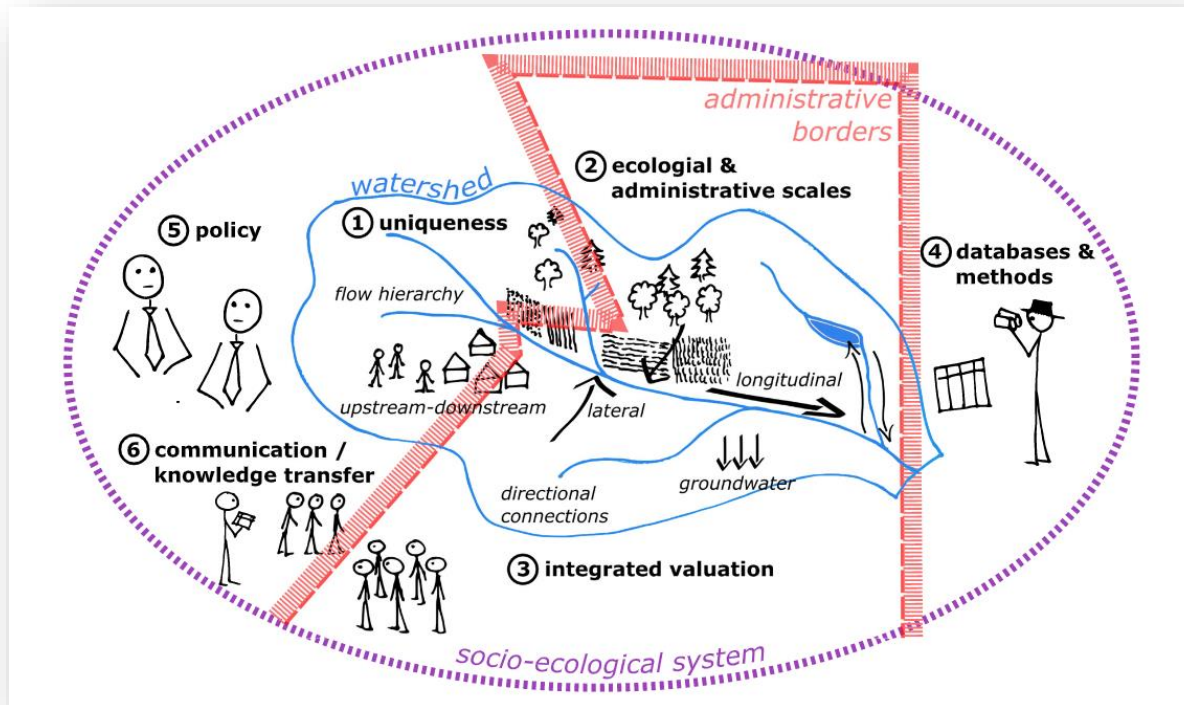 administrative
borders
② ecologial &
administrative scales
watershed
① uniqueness
⑤ policy
④ databases &
methods
flow hierarchy
longitudinal
upstream-downstream
lateral
⑥ communication /
knowledge transfer
groundwater
directional
connections
③ integrated valuation
socio-ecological system